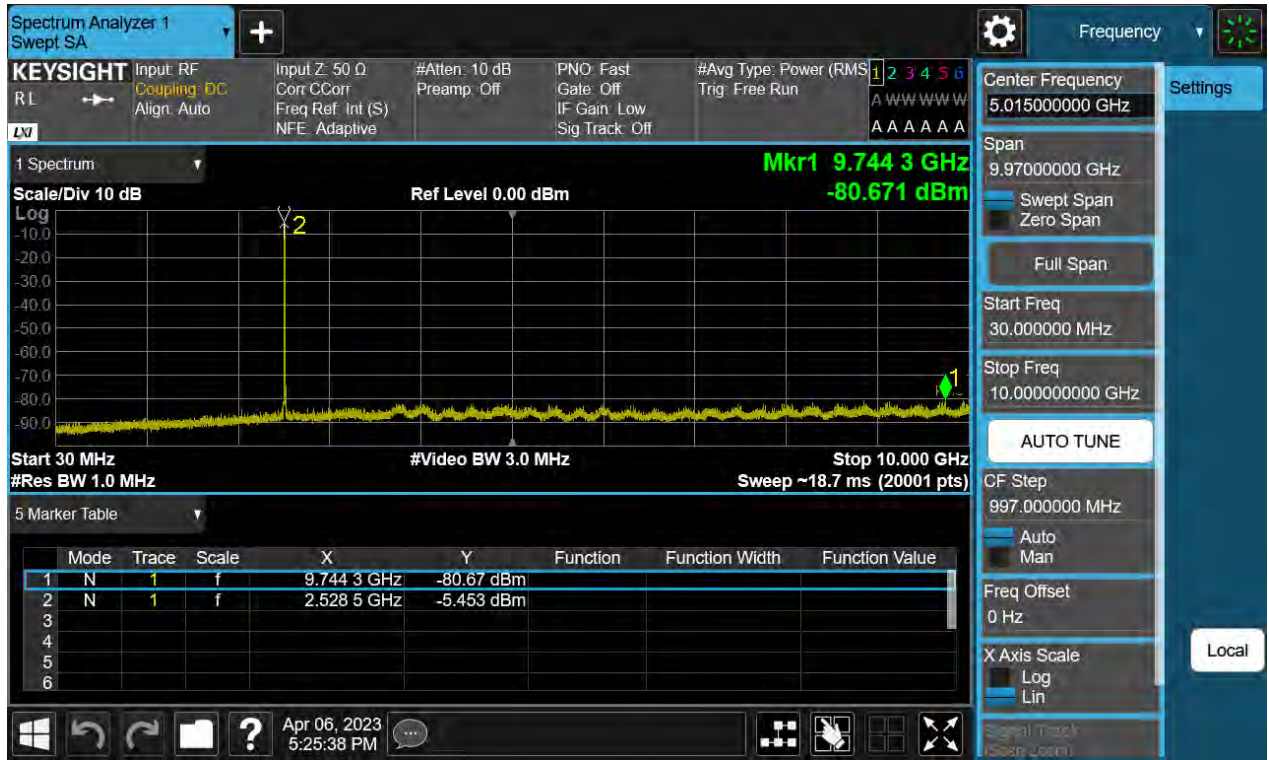 Spectrum Analyzer 1
Swept SA
+
Frequency
KEYSIGHT
RL
LXI
Input: RF
Coupling: DC
Align: Auto
Input Z: 50 Ω
Corr CCorr
Freq Ref: Int (S)
NFE: Adaptive
#Atten: 10 dB
Preamp: Off
PNO: Fast
Gate: Off
IF Gain: Low
Sig Track: Off
#Avg Type: Power (RMS
Trig: Free Run
1 2 3 4 5 6
A W W W W W
A A A A A A
1 Spectrum
Mkr1 9.744 3 GHz
-80.671 dBm
Scale/Div 10 dB
Ref Level 0.00 dBm
Log
2
-10.0
-20.0
-30.0
-40.0
-50.0
-60.0
-70.0
1
-80.0
-90.0
Start 30 MHz
#Video BW 3.0 MHz
Stop 10.000 GHz
#Res BW 1.0 MHz
Sweep ~18.7 ms (20001 pts)
5 Marker Table
Mode Trace Scale X Y Function Function Width Function Value
1 N 1 f 9.744 3 GHz -80.67 dBm
2 N 1 f 2.528 5 GHz -5.453 dBm
3
4
5
6
Apr 06, 2023
5:25:38 PM
?
Center Frequency
5.015000000 GHz
Settings
Span
9.97000000 GHz
Swept Span
Zero Span
Full Span
Start Freq
30.000000 MHz
Stop Freq
10.000000000 GHz
AUTO TUNE
CF Step
997.000000 MHz
Auto
Man
Freq Offset
0 Hz
X Axis Scale
Log
Lin
Local
Signal Track
(Span Zoom)